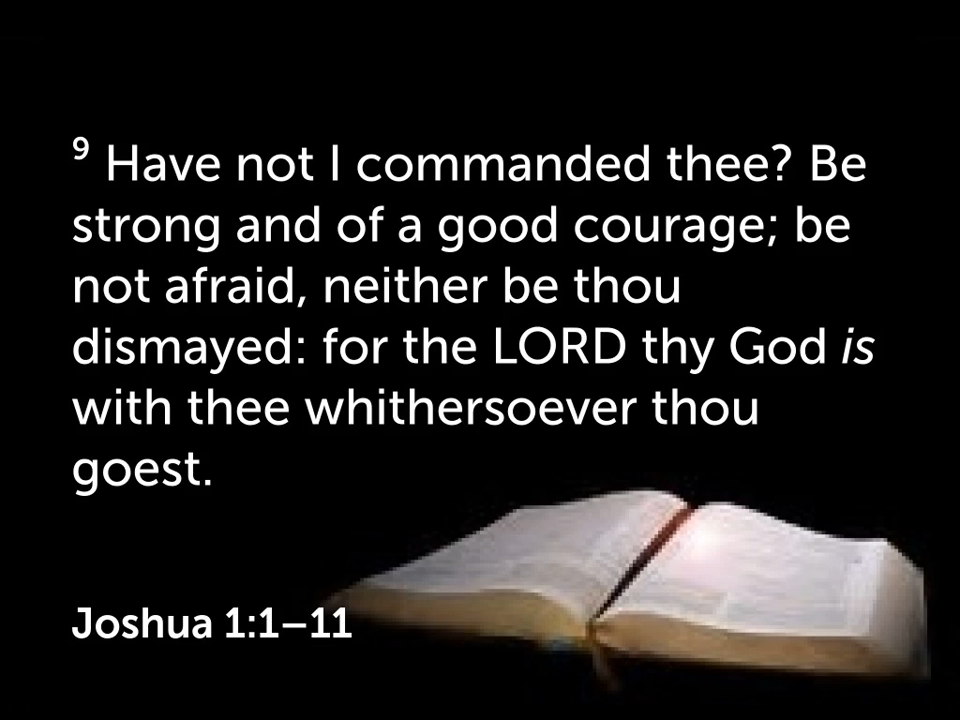 ⁹ Have not I commanded thee? Be
strong and of a good courage; be
not afraid, neither be thou
dismayed: for the LORD thy God is
with thee whithersoever thou
goest.
Joshua 1:1–11